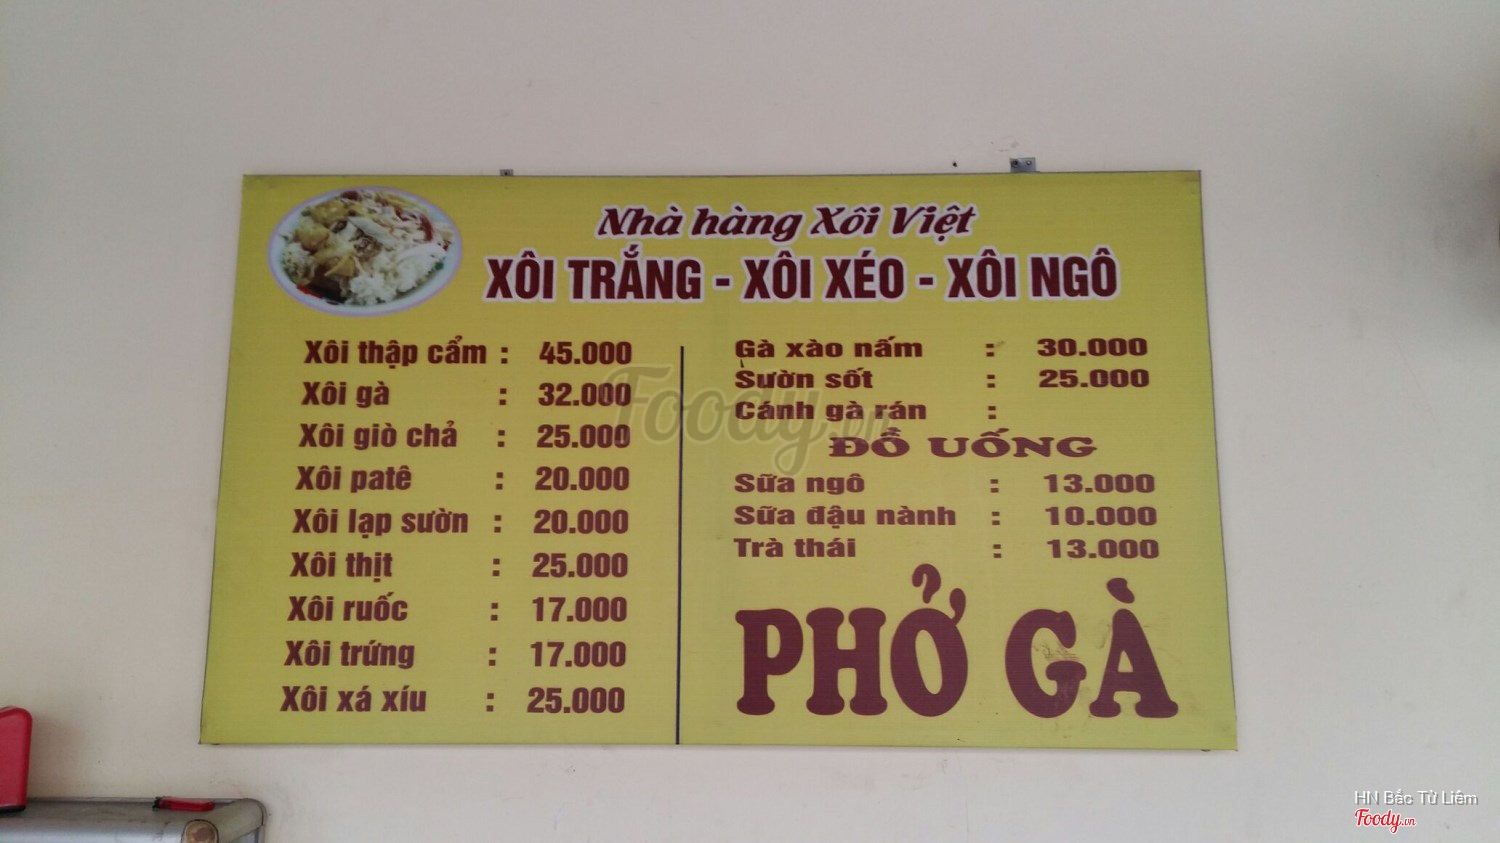 Nhà hàng Xôi Việt
XÔI TRẮNG - XÔI XÉO - XÔI NGÔ
Xôi thập cẩm : 45.000
Xôi gà : 32.000
Xôi giò chả : 25.000
Xôi patê : 20.000
Xôi lạp sườn : 20.000
Xôi thịt : 25.000
Xôi ruốc : 17.000
Xôi trứng : 17.000
Xôi xá xíu : 25.000
Gà xào nấm : 30.000
Sườn sốt : 25.000
Cánh gà rán :
ĐỒ UỐNG
Sữa ngô : 13.000
Sữa đậu nành : 10.000
Trà thái : 13.000
PHỞ GÀ
Foody.vn
HN Bắc Từ Liêm
Foody.vn